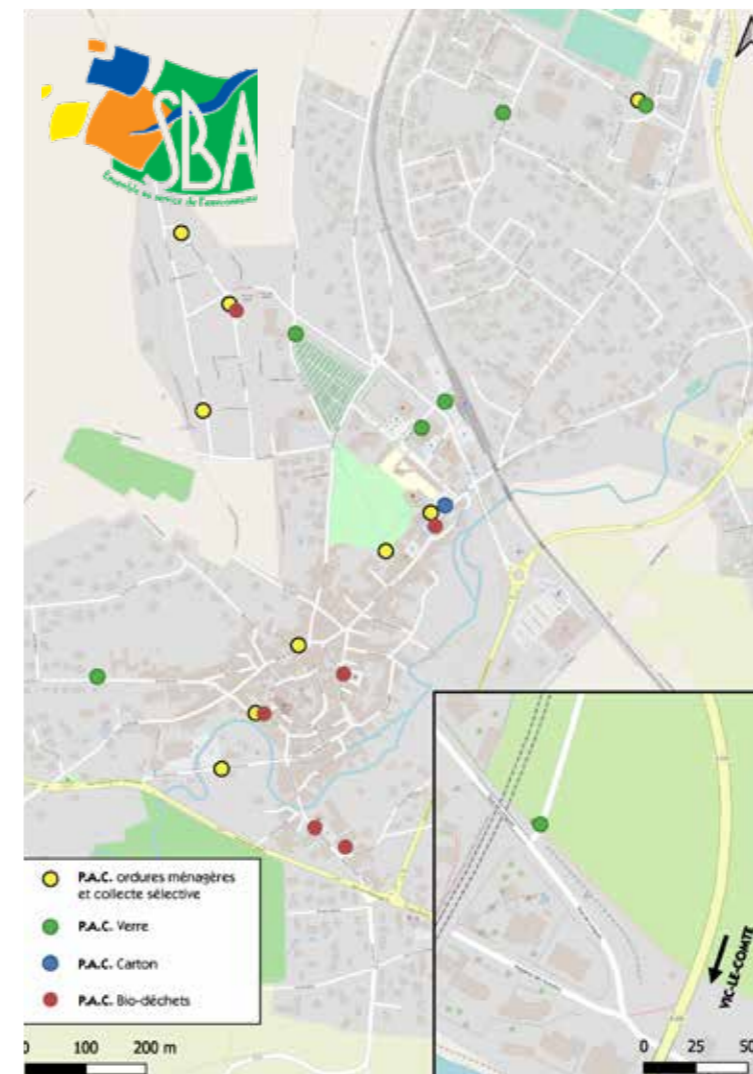 SBA
Ensemble au service de l'environnement
P.A.C. ordures ménagères
et collecte sélective
P.A.C. Verre
P.A.C. Carton
P.A.C. Bio-déchets
0 100 200 m
VIC-LE-COMTE
0 25 50